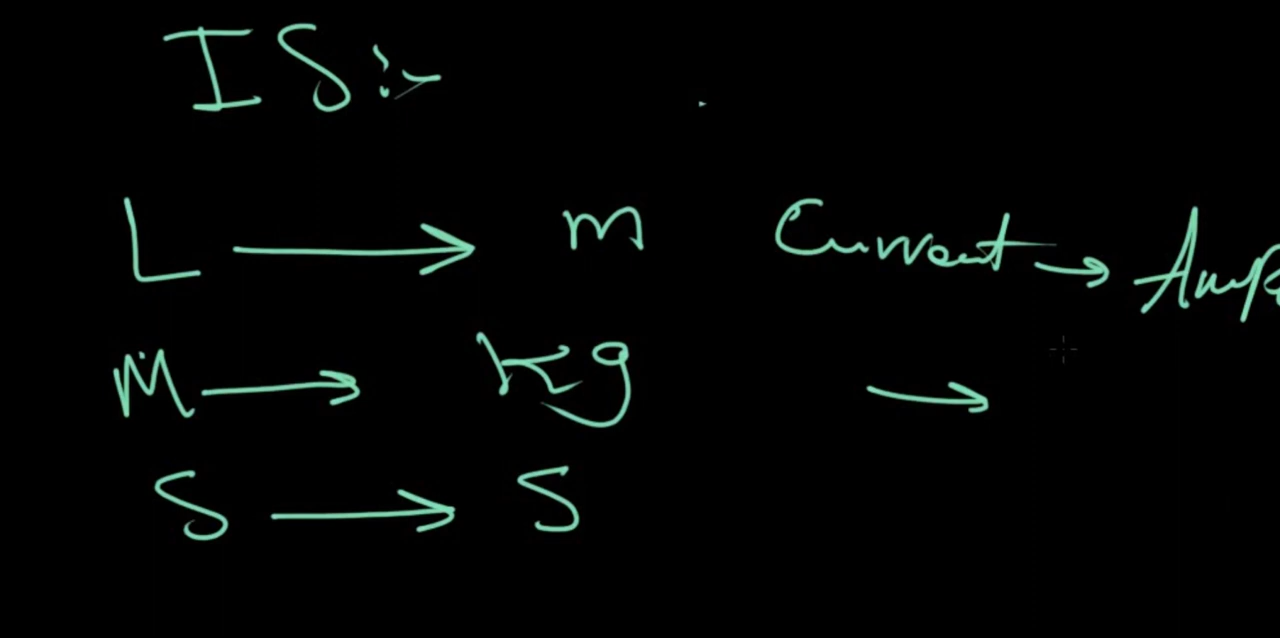 IS:-
L → m Current → Amp
M → kg →
S → S